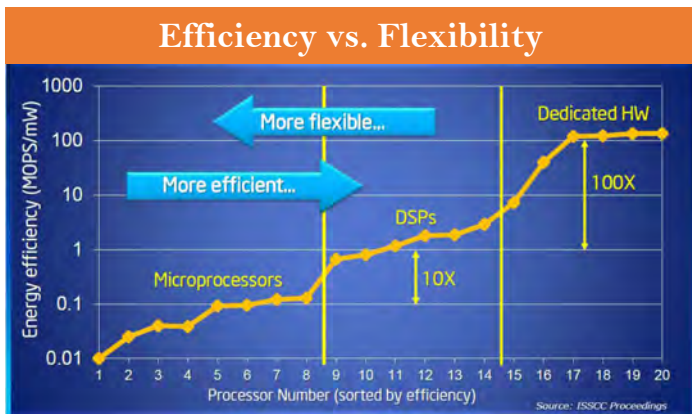 Efficiency vs. Flexibility
Energy efficiency (MOPS/mW)
1000
100
10
1
0.1
0.01
More flexible...
More efficient...
Microprocessors
DSPs
Dedicated HW
10X
100X
1 2 3 4 5 6 7 8 9 10 11 12 13 14 15 16 17 18 19 20
Processor Number (sorted by efficiency)
Source: ISSCC Proceedings